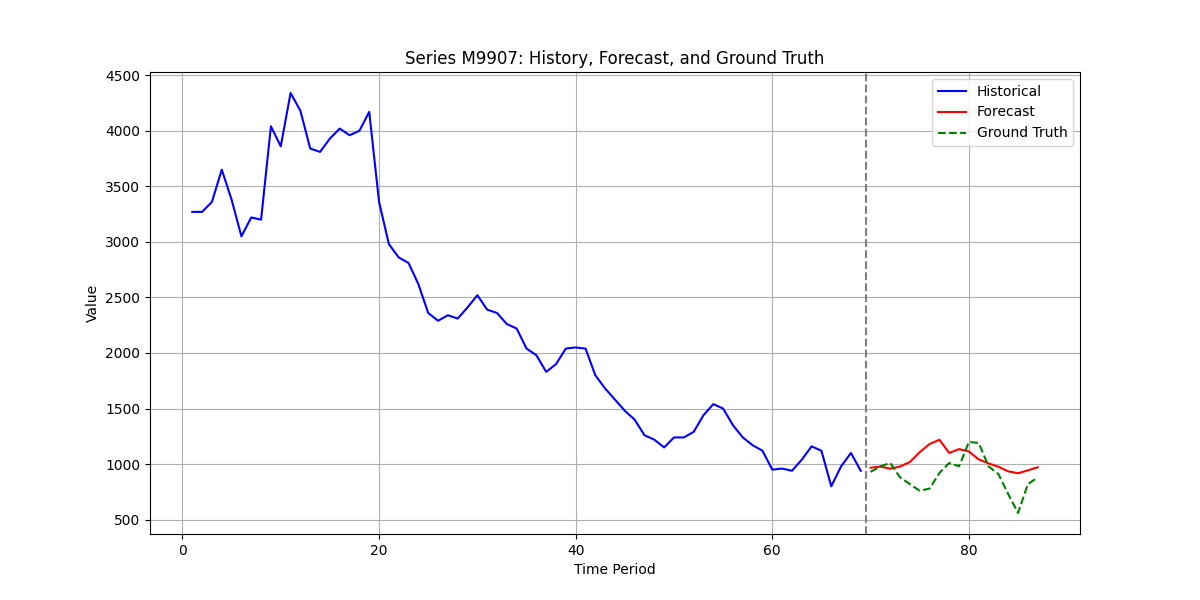 Series M9907: History, Forecast, and Ground Truth
Historical
Forecast
Ground Truth
Value
4500
4000
3500
3000
2500
2000
1500
1000
500
0 20 40 60 80
Time Period